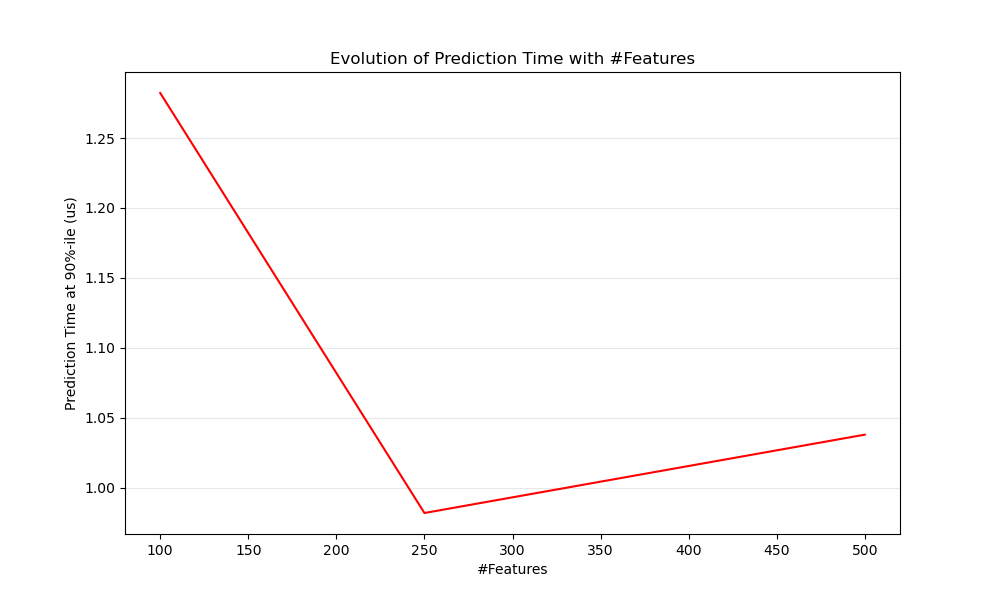 Evolution of Prediction Time with #Features
Prediction Time at 90%-ile (us)
1.25
1.20
1.15
1.10
1.05
1.00
100 150 200 250 300 350 400 450 500
#Features